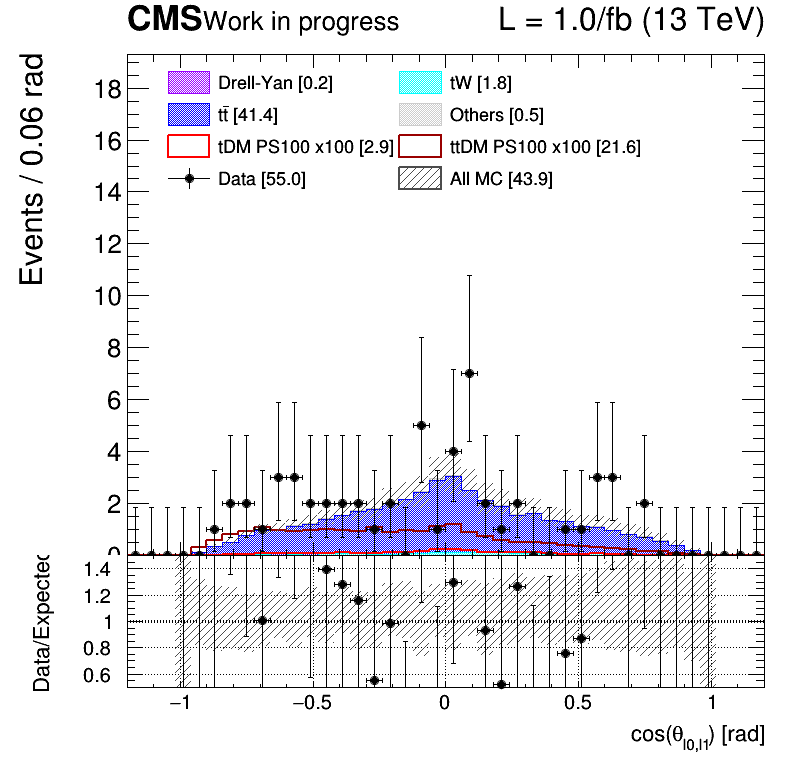 CMS Work in progress L = 1.0/fb (13 TeV)
Events / 0.06 rad
18
16
14
12
10
8
6
4
2
0
Drell-Yan [0.2] tW [1.8]
tt̄ [41.4] Others [0.5]
tDM PS100 x100 [2.9] ttDM PS100 x100 [21.6]
Data [55.0] All MC [43.9]
Data/Expected
1.4
1.2
1
0.8
0.6
−1 −0.5 0 0.5 1
cos(θl0,l1) [rad]